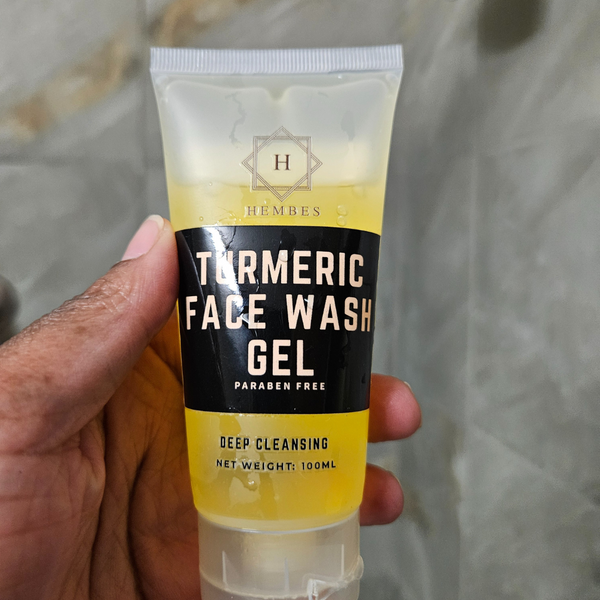 H
HEMBES
TURMERIC
FACE WASH
GEL
PARABEN FREE
DEEP CLEANSING
NET WEIGHT: 100ML